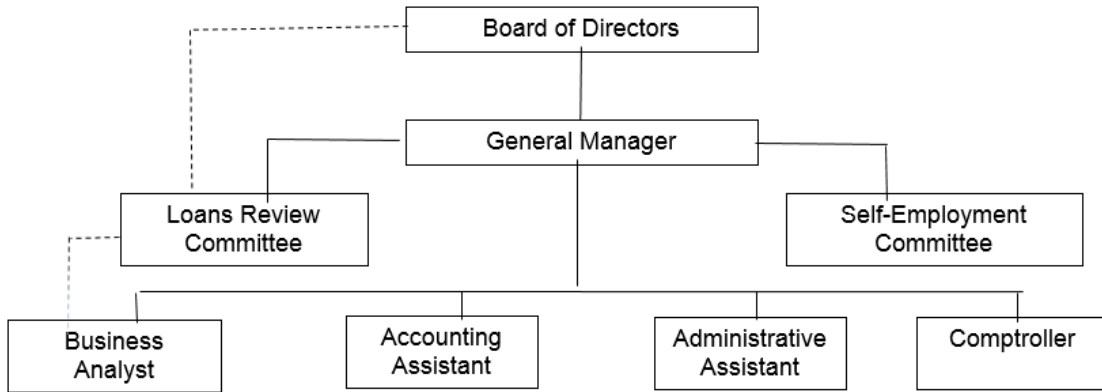 Board of Directors
General Manager
Loans Review
Committee
Self-Employment
Committee
Business
Analyst
Accounting
Assistant
Administrative
Assistant
Comptroller